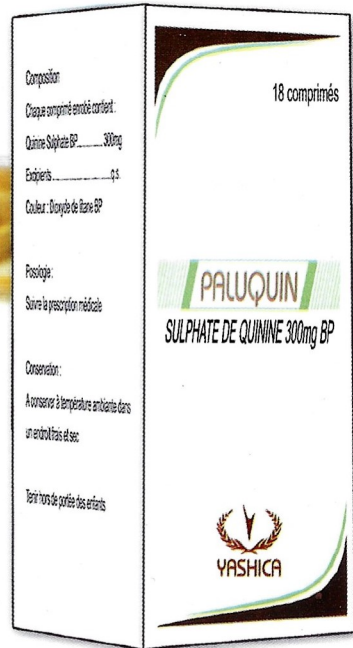 Composition
Chaque comprimé enrobé contient :
Quinine Sulphate BP..........300mg
Excipients......................q.s.
Couleur : Dioxyde de titane BP
Posologie :
Suivre la prescription médicale
Conservation :
A conserver à température ambiante dans
un endroit frais et sec
Tenir hors de portée des enfants
18 comprimés
PALUQUIN
SULPHATE DE QUININE 300mg BP
YASHICA